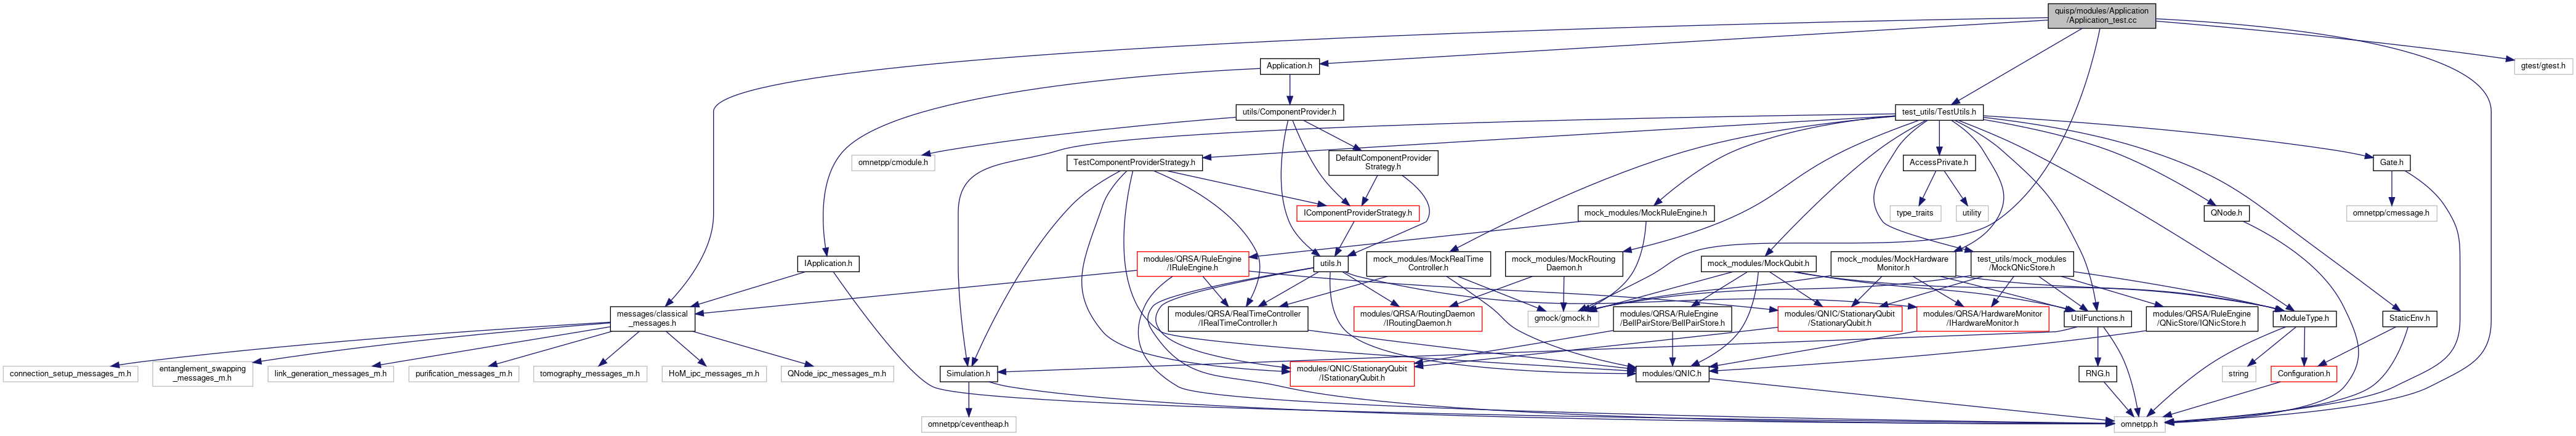 quisp/modules/Application
/Application_test.cc
Application.h
gtest/gtest.h
utils/ComponentProvider.h
test_utils/TestUtils.h
omnetpp/cmodule.h
TestComponentProviderStrategy.h
DefaultComponentProvider
Strategy.h
AccessPrivate.h
Gate.h
IComponentProviderStrategy.h
mock_modules/MockRuleEngine.h
type_traits
utility
QNode.h
omnetpp/cmessage.h
IApplication.h
modules/QRSA/RuleEngine
/IRuleEngine.h
utils.h
mock_modules/MockRealTime
Controller.h
mock_modules/MockRouting
Daemon.h
mock_modules/MockQubit.h
mock_modules/MockHardware
Monitor.h
test_utils/mock_modules
/MockQNicStore.h
messages/classical
_messages.h
modules/QRSA/RealTimeController
/IRealTimeController.h
modules/QRSA/RoutingDaemon
/IRoutingDaemon.h
gmock/gmock.h
modules/QRSA/RuleEngine
/BellPairStore/BellPairStore.h
modules/QNIC/StationaryQubit
/StationaryQubit.h
modules/QRSA/HardwareMonitor
/IHardwareMonitor.h
UtilFunctions.h
modules/QRSA/RuleEngine
/QNicStore/IQNicStore.h
ModuleType.h
StaticEnv.h
connection_setup_messages_m.h
entanglement_swapping
_messages_m.h
link_generation_messages_m.h
purification_messages_m.h
tomography_messages_m.h
HoM_ipc_messages_m.h
QNode_ipc_messages_m.h
Simulation.h
modules/QNIC/StationaryQubit
/IStationaryQubit.h
modules/QNIC.h
RNG.h
string
Configuration.h
omnetpp/ceventheap.h
omnetpp.h